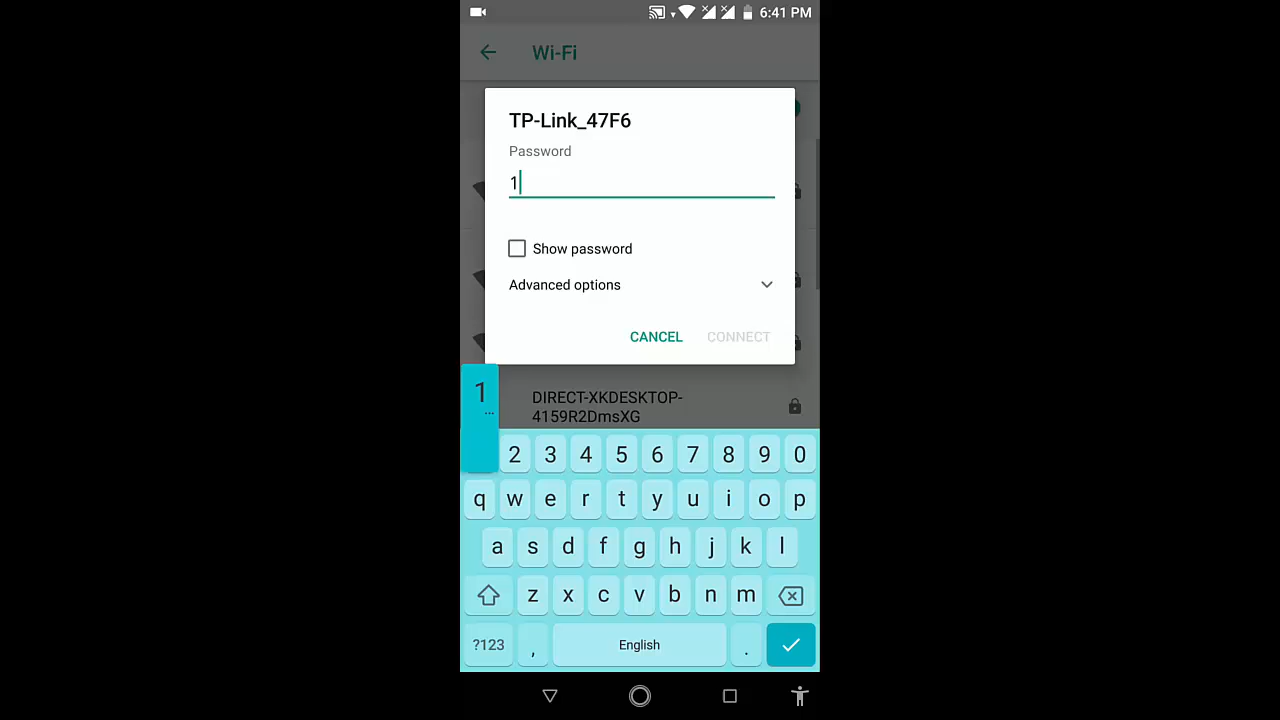 6:41 PM
Wi-Fi
TP-Link_47F6
Password
1
Show password
Advanced options
CANCEL CONNECT
DIRECT-XKDESKTOP-
4159R2DmsXG
1 2 3 4 5 6 7 8 9 0
...
q w e r t y u i o p
a s d f g h j k l
z x c v b n m
?123 , English .